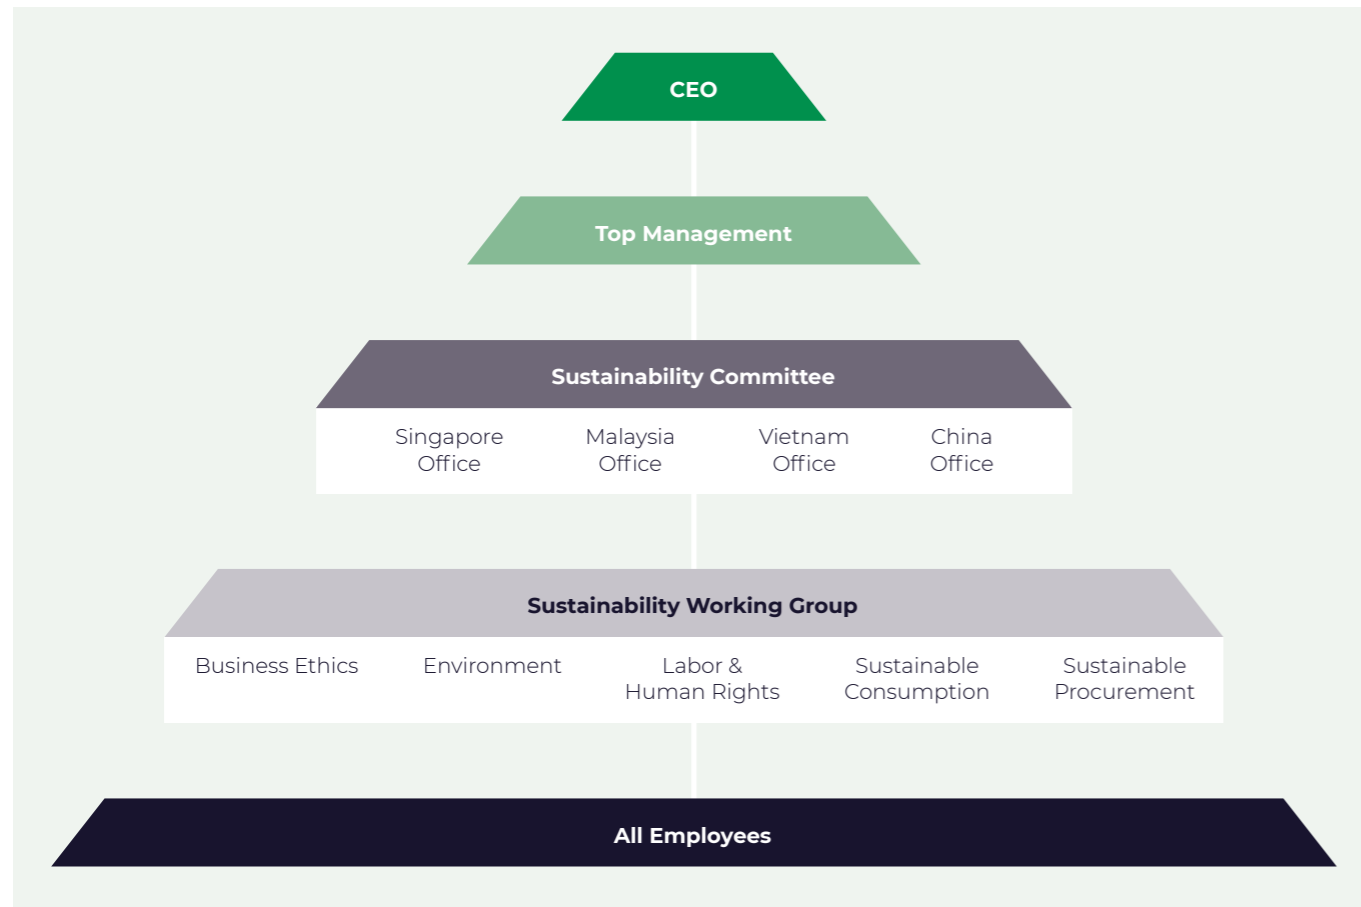 CEO
Top Management
Sustainability Committee
Singapore Office
Malaysia Office
Vietnam Office
China Office
Sustainability Working Group
Business Ethics
Environment
Labor &
Human Rights
Sustainable
Consumption
Sustainable
Procurement
All Employees